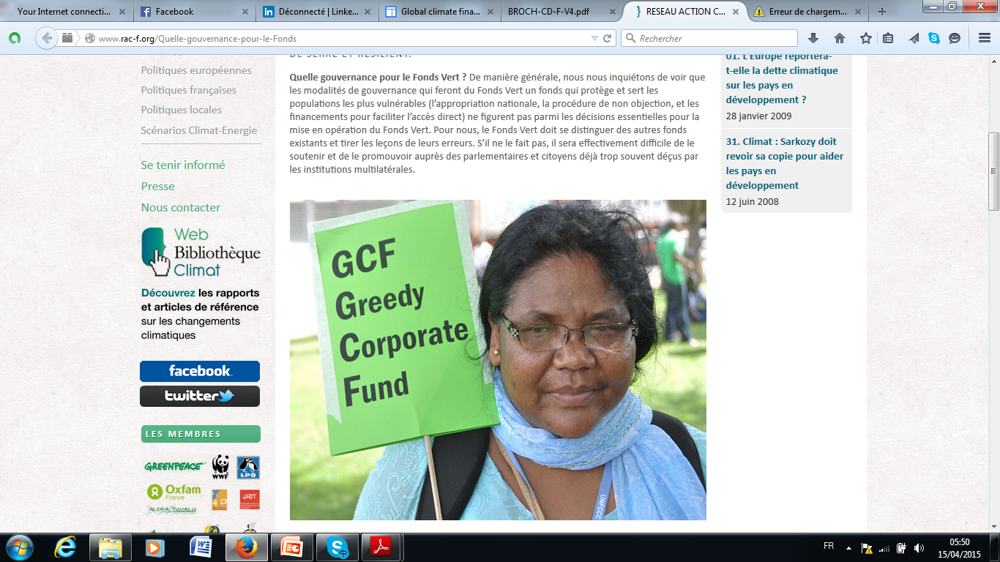 Your Internet connecti...
Facebook
Déconnecté | Linke...
Global climate fina...
BROCH-CD-F-V4.pdf
RESEAU ACTION C...
Erreur de chargem...
www.rac-f.org/Quelle-gouvernance-pour-le-Fonds
Rechercher
DE SERRE ET RÉSILIENT.
Politiques européennes
Politiques françaises
Politiques locales
Scénarios Climat-Energie
Se tenir informé
Presse
Nous contacter
Web
Bibliothèque
Climat
Découvrez les rapports
et articles de référence
sur les changements
climatiques
facebook
twitter
LES MEMBRES
GREENPEACE
WWF
LPO
Oxfam
France
4D
GRET
ALOFA TUVALU
Quelle gouvernance pour le Fonds Vert ? De manière générale, nous nous inquiétons de voir que
les modalités de gouvernance qui feront du Fonds Vert un fonds qui protège et sert les
populations les plus vulnérables (l’appropriation nationale, la procédure de non objection, et les
financements pour faciliter l’accès direct) ne figurent pas parmi les décisions essentielles pour la
mise en opération du Fonds Vert. Pour nous, le Fonds Vert doit se distinguer des autres fonds
existants et tirer les leçons de leurs erreurs. S’il ne le fait pas, il sera effectivement difficile de le
soutenir et de le promouvoir auprès des parlementaires et citoyens déjà trop souvent déçus par
les institutions multilatérales.
GCF
Greedy
Corporate
Fund
UNFCCC
01. L'Europe reportera-
t-elle la dette climatique
sur les pays en
développement ?
28 janvier 2009
31. Climat : Sarkozy doit
revoir sa copie pour aider
les pays en
développement
12 juin 2008
FR
05:50
15/04/2015